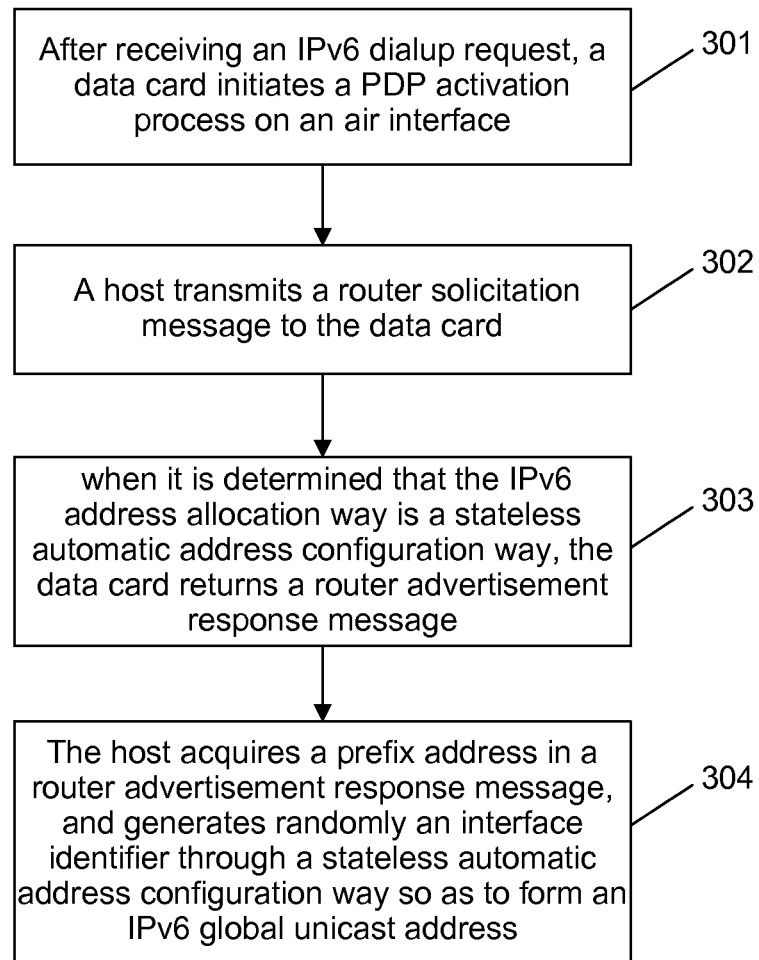 After receiving an IPv6 dialup request, a
data card initiates a PDP activation
process on an air interface
301
A host transmits a router solicitation
message to the data card
302
when it is determined that the IPv6
address allocation way is a stateless
automatic address configuration way, the
data card returns a router advertisement
response message
303
The host acquires a prefix address in a
router advertisement response message,
and generates randomly an interface
identifier through a stateless automatic
address configuration way so as to form an
IPv6 global unicast address
304